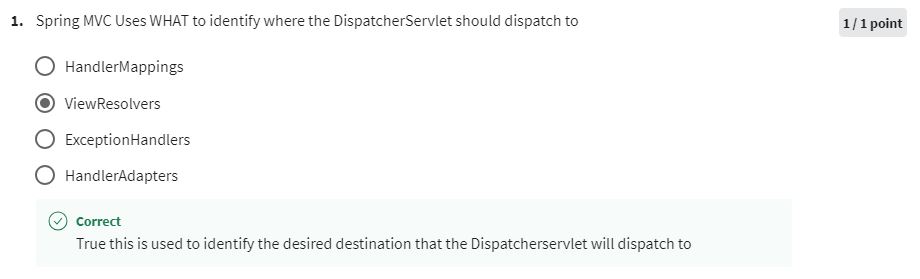 1. Spring MVC Uses WHAT to identify where the DispatcherServlet should dispatch to
1 / 1 point
HandlerMappings
ViewResolvers
ExceptionHandlers
HandlerAdapters
Correct
True this is used to identify the desired destination that the Dispatcherservlet will dispatch to